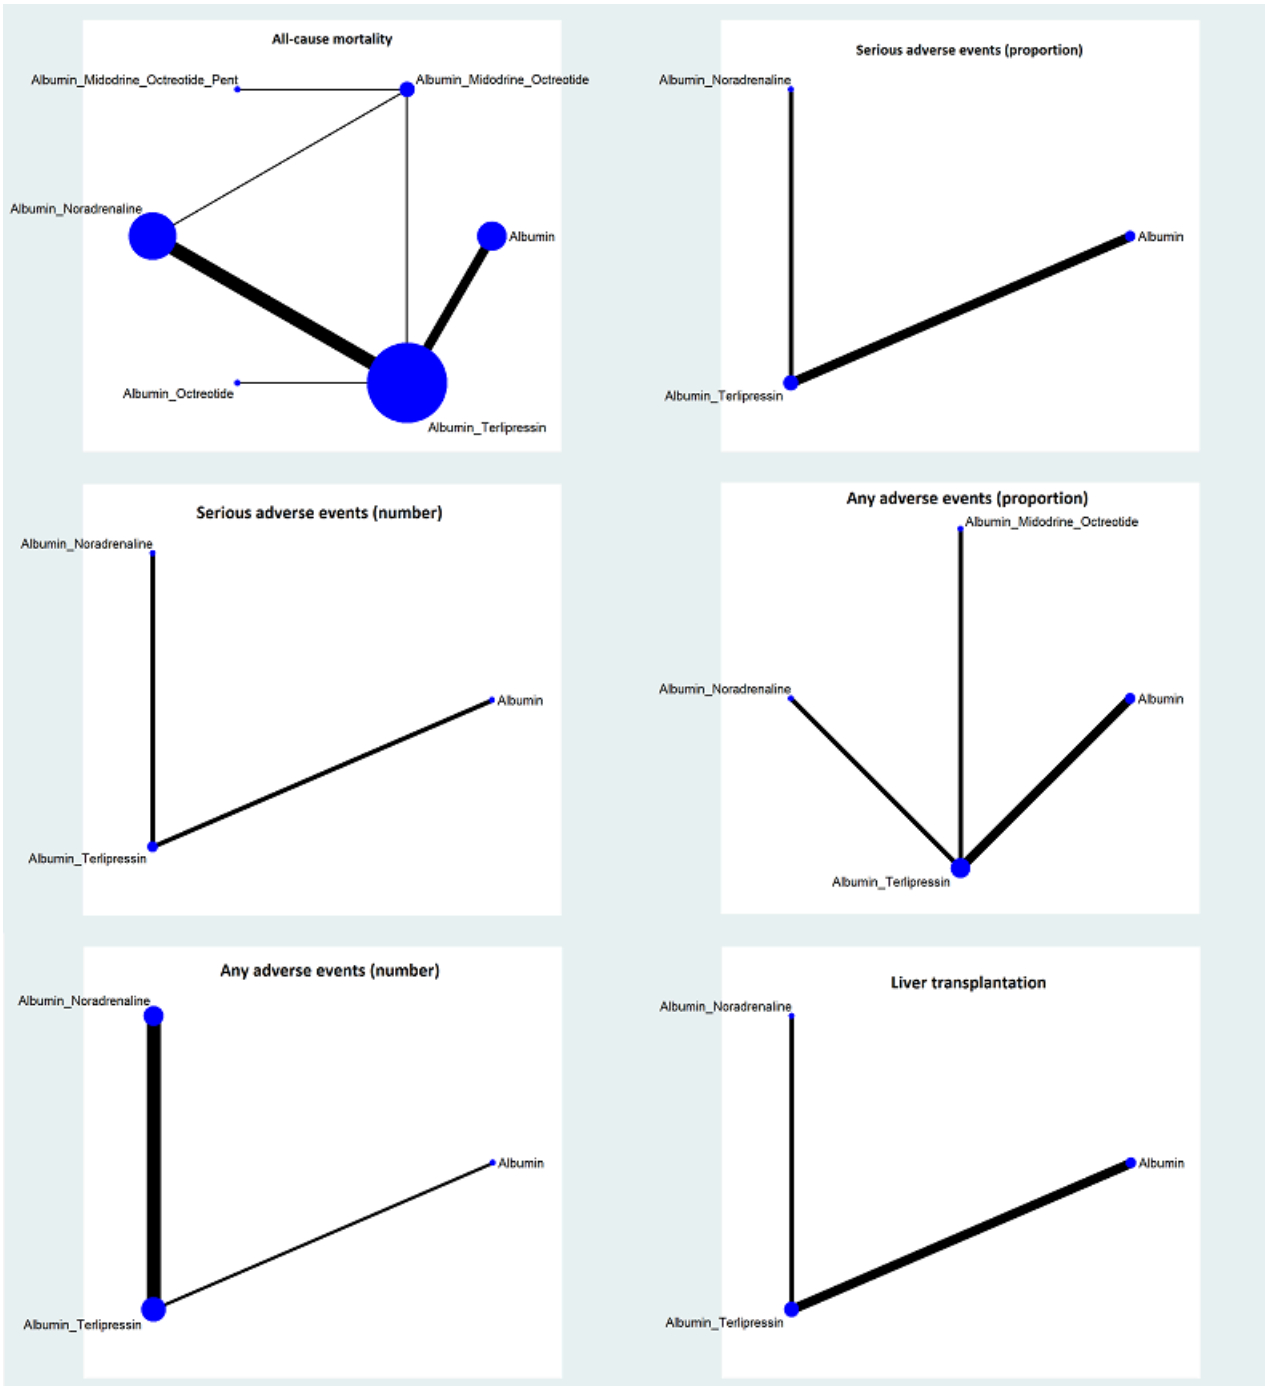 All-cause mortality
Albumin_Midodrine_Octreotide_Pent
Albumin_Midodrine_Octreotide
Albumin_Noradrenaline
Albumin
Albumin_Octreotide
Albumin_Terlipressin
Serious adverse events (proportion)
Albumin_Noradrenaline
Albumin
Albumin_Terlipressin
Serious adverse events (number)
Albumin_Noradrenaline
Albumin
Albumin_Terlipressin
Any adverse events (proportion)
Albumin_Midodrine_Octreotide
Albumin_Noradrenaline
Albumin
Albumin_Terlipressin
Any adverse events (number)
Albumin_Noradrenaline
Albumin
Albumin_Terlipressin
Liver transplantation
Albumin_Noradrenaline
Albumin
Albumin_Terlipressin